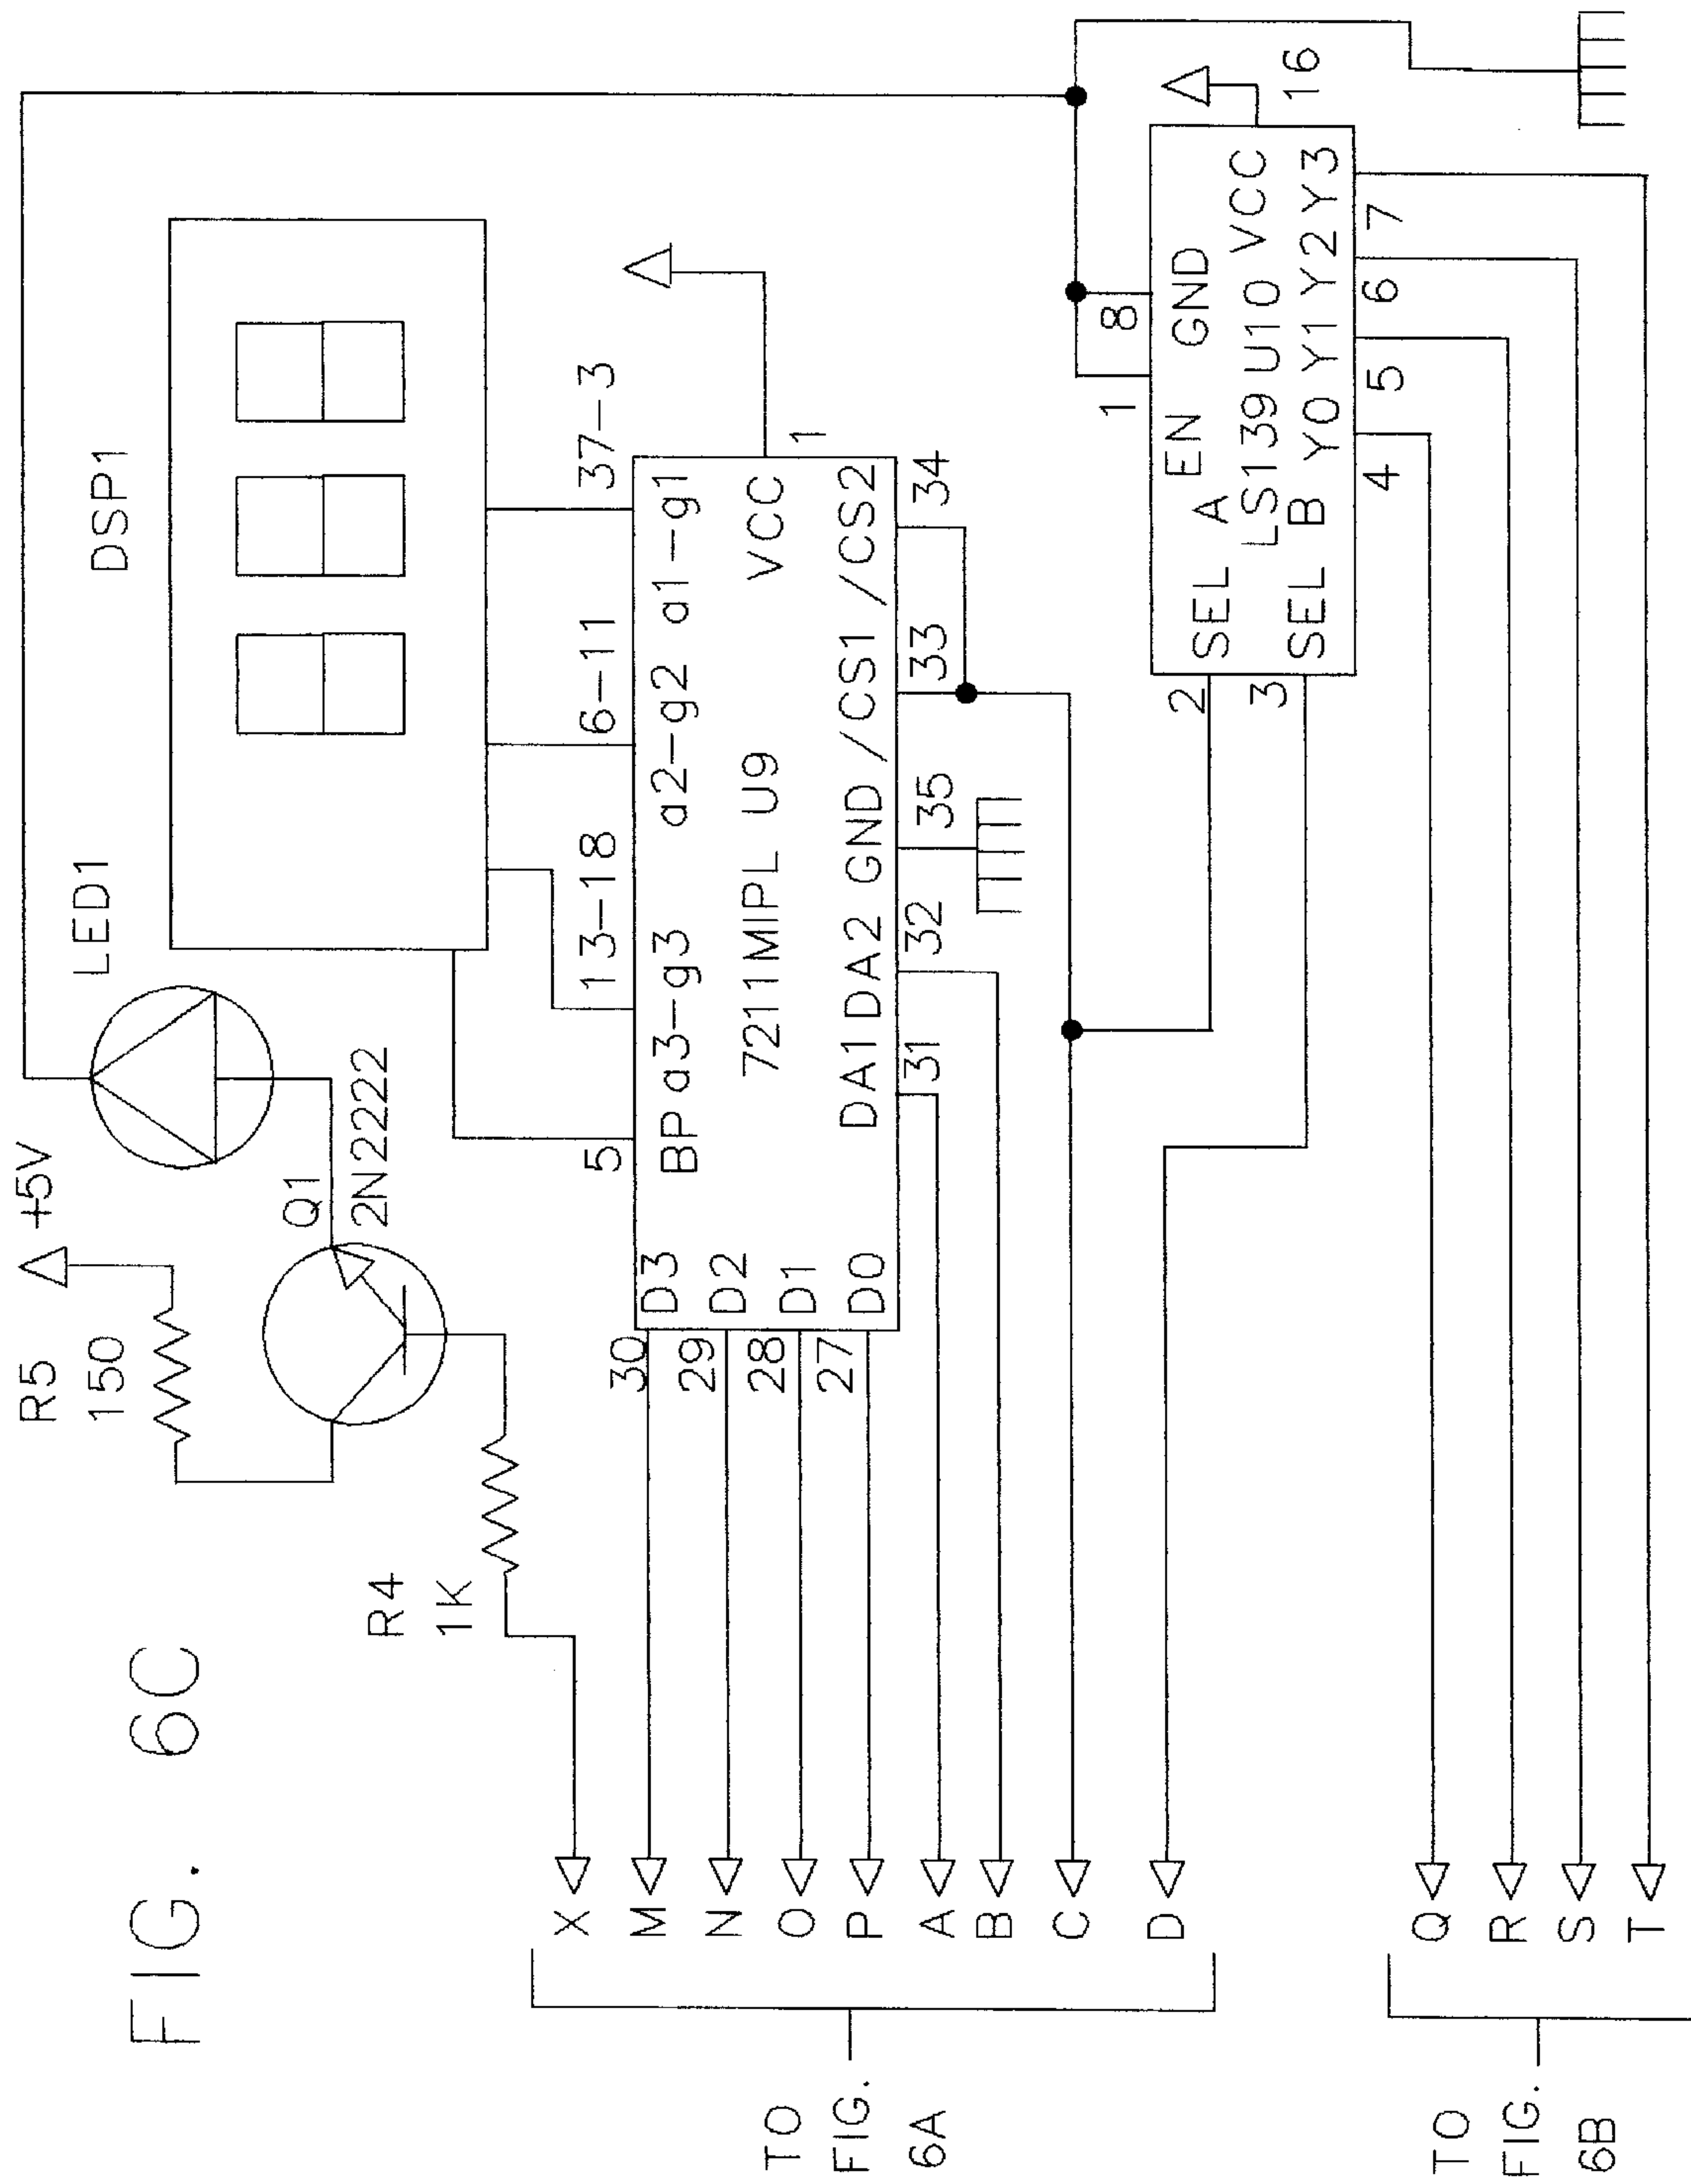 FIG. 6C
R5
150
+5V
LED1
DSP1
Q1
2N2222
R4
1K
5
13-18
6-11
37-3
BP
a3-g3
a2-g2
a1-g1
30
D3
29
D2
28
D1
27
D0
7211MIPL U9
VCC
1
DA1
DA2
GND
/CS1
/CS2
31
32
35
33
34
X
M
N
O
P
A
B
C
D
TO
FIG.
6A
1
8
16
EN
GND
2
SEL A
LS139 U10
VCC
3
SEL B
Y0
Y1
Y2
Y3
4
5
6
7
Q
R
S
T
TO
FIG.
6B